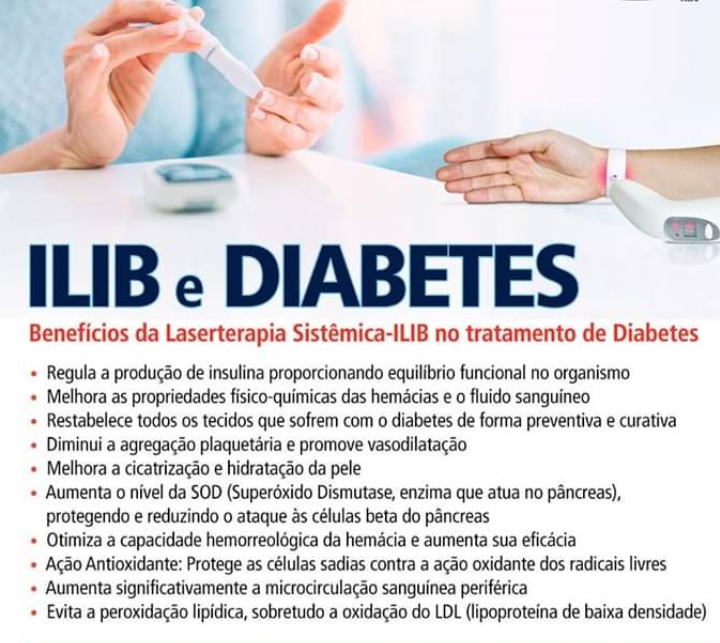 ILIB e DIABETES
Benefícios da Laserterapia Sistêmica-ILIB no tratamento de Diabetes
• Regula a produção de insulina proporcionando equilíbrio funcional no organismo
• Melhora as propriedades físico-químicas das hemácias e o fluido sanguíneo
• Restabelece todos os tecidos que sofrem com o diabetes de forma preventiva e curativa
• Diminui a agregação plaquetária e promove vasodilatação
• Melhora a cicatrização e hidratação da pele
• Aumenta o nível da SOD (Superóxido Dismutase, enzima que atua no pâncreas),
protegendo e reduzindo o ataque às células beta do pâncreas
• Otimiza a capacidade hemorreológica da hemácia e aumenta sua eficácia
• Ação Antioxidante: Protege as células sadias contra a ação oxidante dos radicais livres
• Aumenta significativamente a microcirculação sanguínea periférica
• Evita a peroxidação lipídica, sobretudo a oxidação do LDL (lipoproteína de baixa densidade)